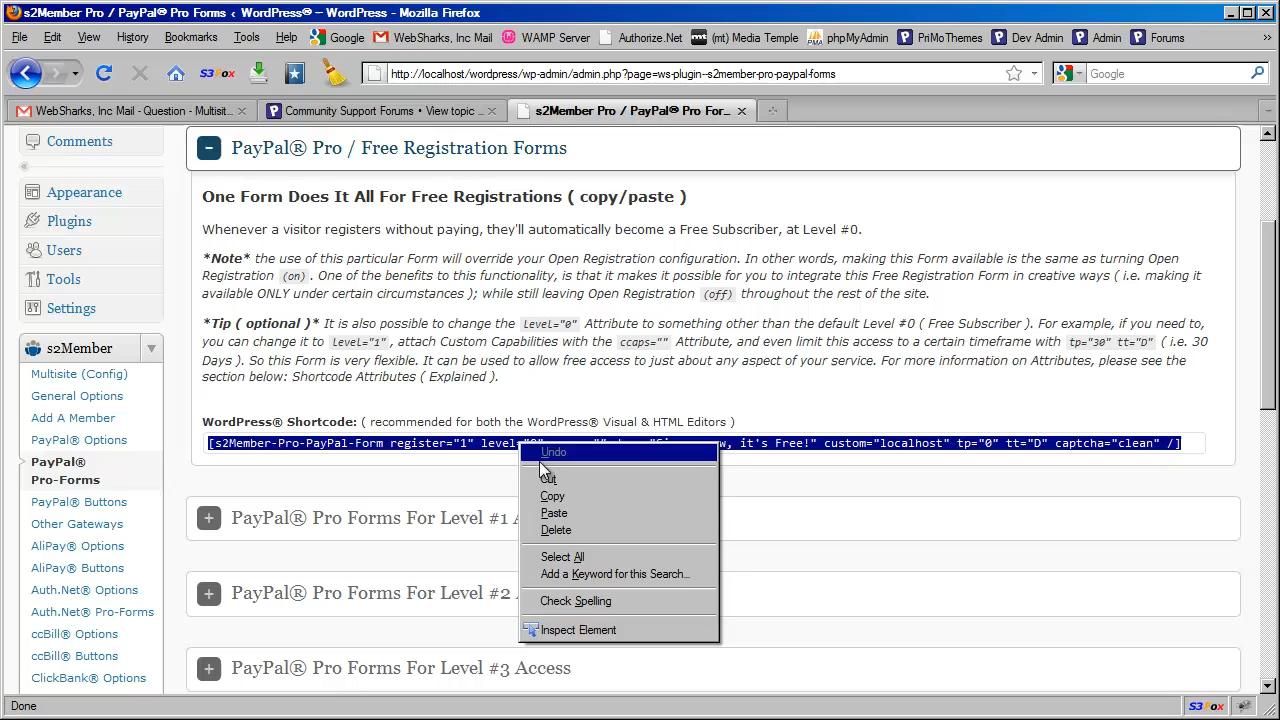 s2Member Pro / PayPal® Pro Forms ‹ WordPress® — WordPress - Mozilla Firefox
File Edit View History Bookmarks Tools Help Google WebSharks, Inc Mail WAMP Server Authorize.Net (mt) Media Temple phpMyAdmin PriMoThemes Dev Admin Admin Forums »
S3Fox http://localhost/wordpress/wp-admin/admin.php?page=ws-plugin--s2member-pro-paypal-forms Google
WebSharks, Inc Mail - Question - Multisit... Community Support Forums • View topic ... s2Member Pro / PayPal® Pro For...
Comments
Appearance
Plugins
Users
Tools
Settings
s2Member
Multisite (Config)
General Options
Add A Member
PayPal® Options
PayPal®
Pro-Forms
PayPal® Buttons
Other Gateways
AliPay® Options
AliPay® Buttons
Auth.Net® Options
Auth.Net® Pro-Forms
ccBill® Options
ccBill® Buttons
ClickBank® Options
PayPal® Pro / Free Registration Forms
One Form Does It All For Free Registrations ( copy/paste )
Whenever a visitor registers without paying, they'll automatically become a Free Subscriber, at Level #0.
*Note* the use of this particular Form will override your Open Registration configuration. In other words, making this Form available is the same as turning Open
Registration (on). One of the benefits to this functionality, is that it makes it possible for you to integrate this Free Registration Form in creative ways ( i.e. making it
available ONLY under certain circumstances ); while still leaving Open Registration (off) throughout the rest of the site.
*Tip ( optional )* It is also possible to change the level="0" Attribute to something other than the default Level #0 ( Free Subscriber ). For example, if you need to,
you can change it to level="1", attach Custom Capabilities with the ccaps="" Attribute, and even limit this access to a certain timeframe with tp="30" tt="D" ( i.e. 30
Days ). So this Form is very flexible. It can be used to allow free access to just about any aspect of your service. For more information on Attributes, please see the
section below: Shortcode Attributes ( Explained ).
WordPress® Shortcode: ( recommended for both the WordPress® Visual & HTML Editors )
[s2Member-Pro-PayPal-Form register="1" it's Free!" custom="localhost" tp="0" tt="D" captcha="clean" /]
Undo
Cut
Copy
Paste
Delete
Select All
Add a Keyword for this Search...
Check Spelling
Inspect Element
PayPal® Pro Forms For Level #1
PayPal® Pro Forms For Level #2
PayPal® Pro Forms For Level #3 Access
Done
S3Fox